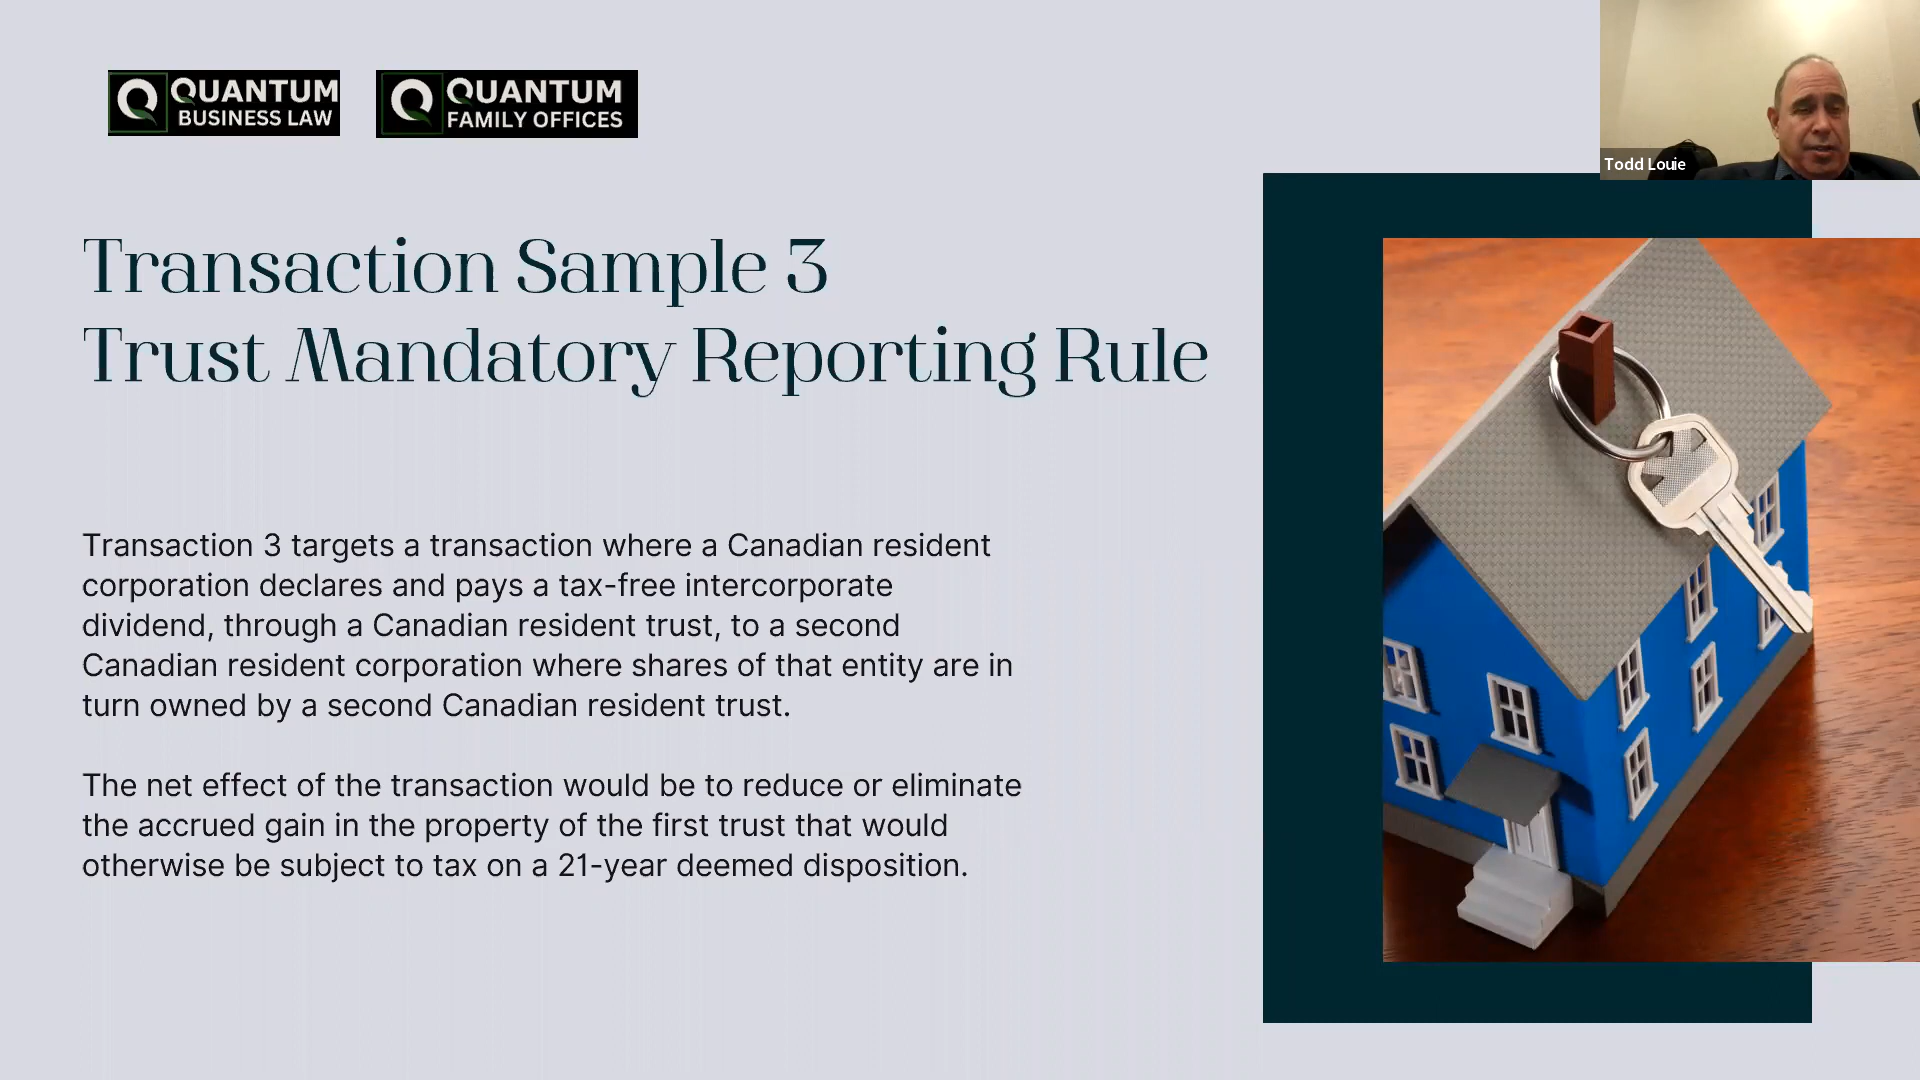 QUANTUM
BUSINESS LAW
QUANTUM
FAMILY OFFICES
Todd Louie
Transaction Sample 3
Trust Mandatory Reporting Rule
Transaction 3 targets a transaction where a Canadian resident
corporation declares and pays a tax-free intercorporate
dividend, through a Canadian resident trust, to a second
Canadian resident corporation where shares of that entity are in
turn owned by a second Canadian resident trust.
The net effect of the transaction would be to reduce or eliminate
the accrued gain in the property of the first trust that would
otherwise be subject to tax on a 21-year deemed disposition.